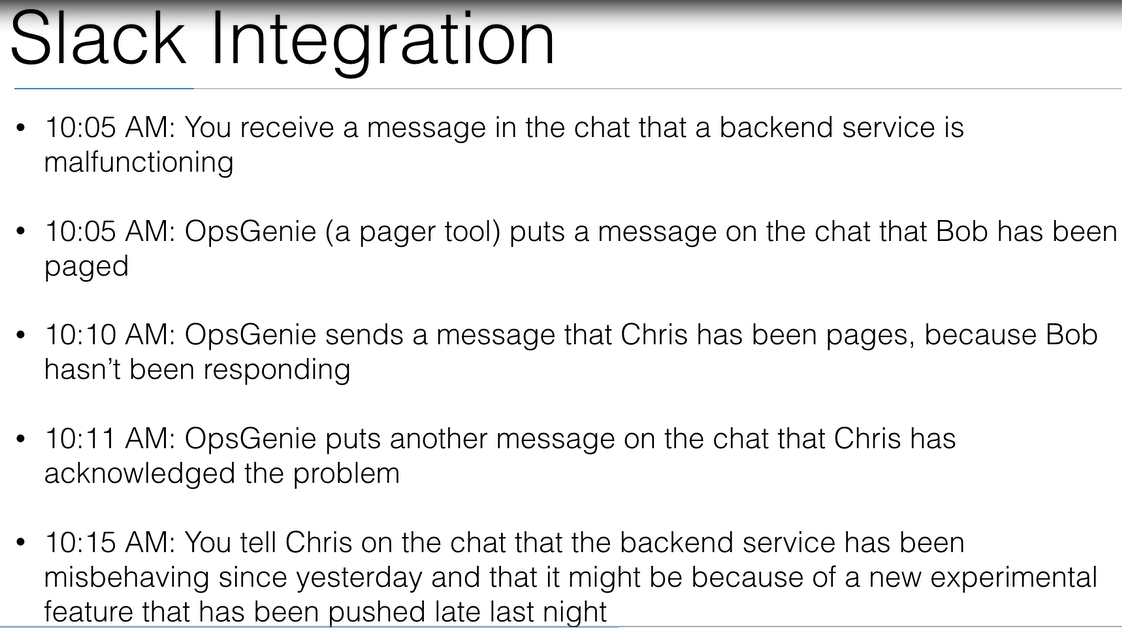 Slack Integration
• 10:05 AM: You receive a message in the chat that a backend service is
malfunctioning
• 10:05 AM: OpsGenie (a pager tool) puts a message on the chat that Bob has been
paged
• 10:10 AM: OpsGenie sends a message that Chris has been pages, because Bob
hasn’t been responding
• 10:11 AM: OpsGenie puts another message on the chat that Chris has
acknowledged the problem
• 10:15 AM: You tell Chris on the chat that the backend service has been
misbehaving since yesterday and that it might be because of a new experimental
feature that has been pushed late last night